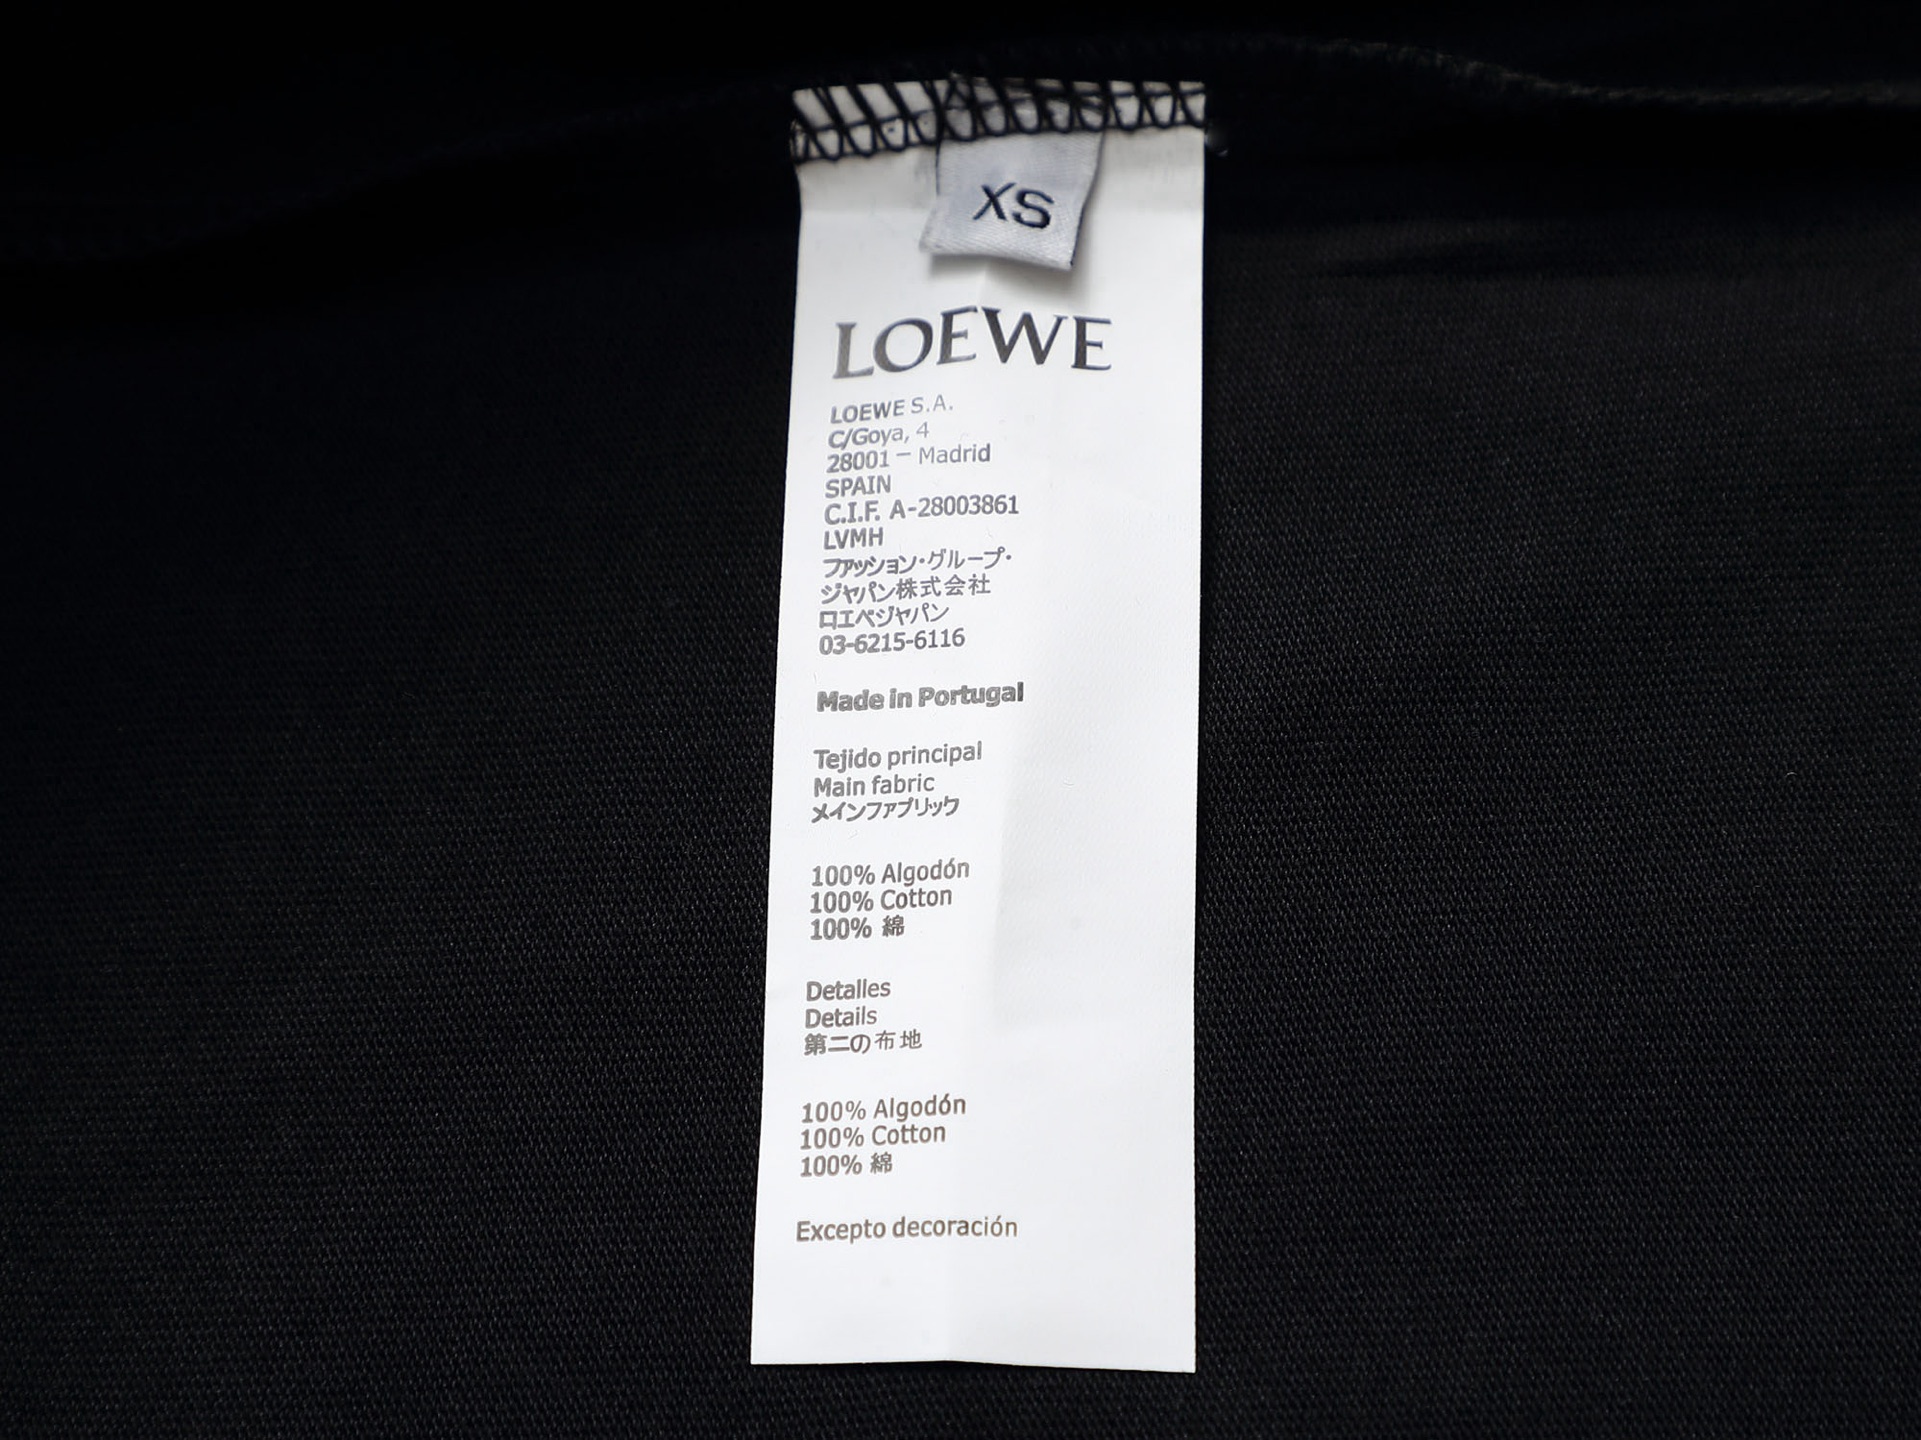 XS
LOEWE
LOEWE S.A.
C/Goya, 4
28001 – Madrid
SPAIN
C.I.F. A-28003861
LVMH
ファッション・グループ・
ジャパン株式会社
ロエベジャパン
03-6215-6116
Made in Portugal
Tejido principal
Main fabric
メインファブリック
100% Algodón
100% Cotton
100% 綿
Detalles
Details
第二の布地
100% Algodón
100% Cotton
100% 綿
Excepto decoración